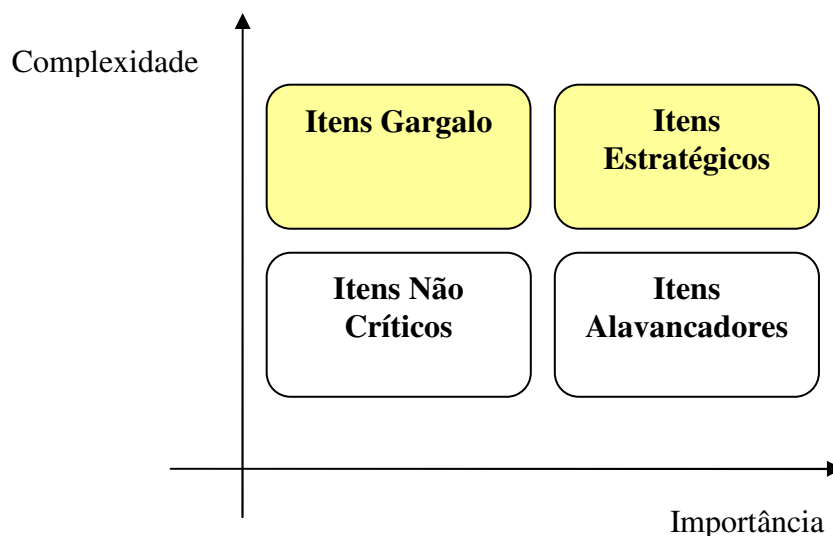 Complexidade
Itens Gargalo
Itens
Estratégicos
Itens Não
Críticos
Itens
Alavancadores
Importância